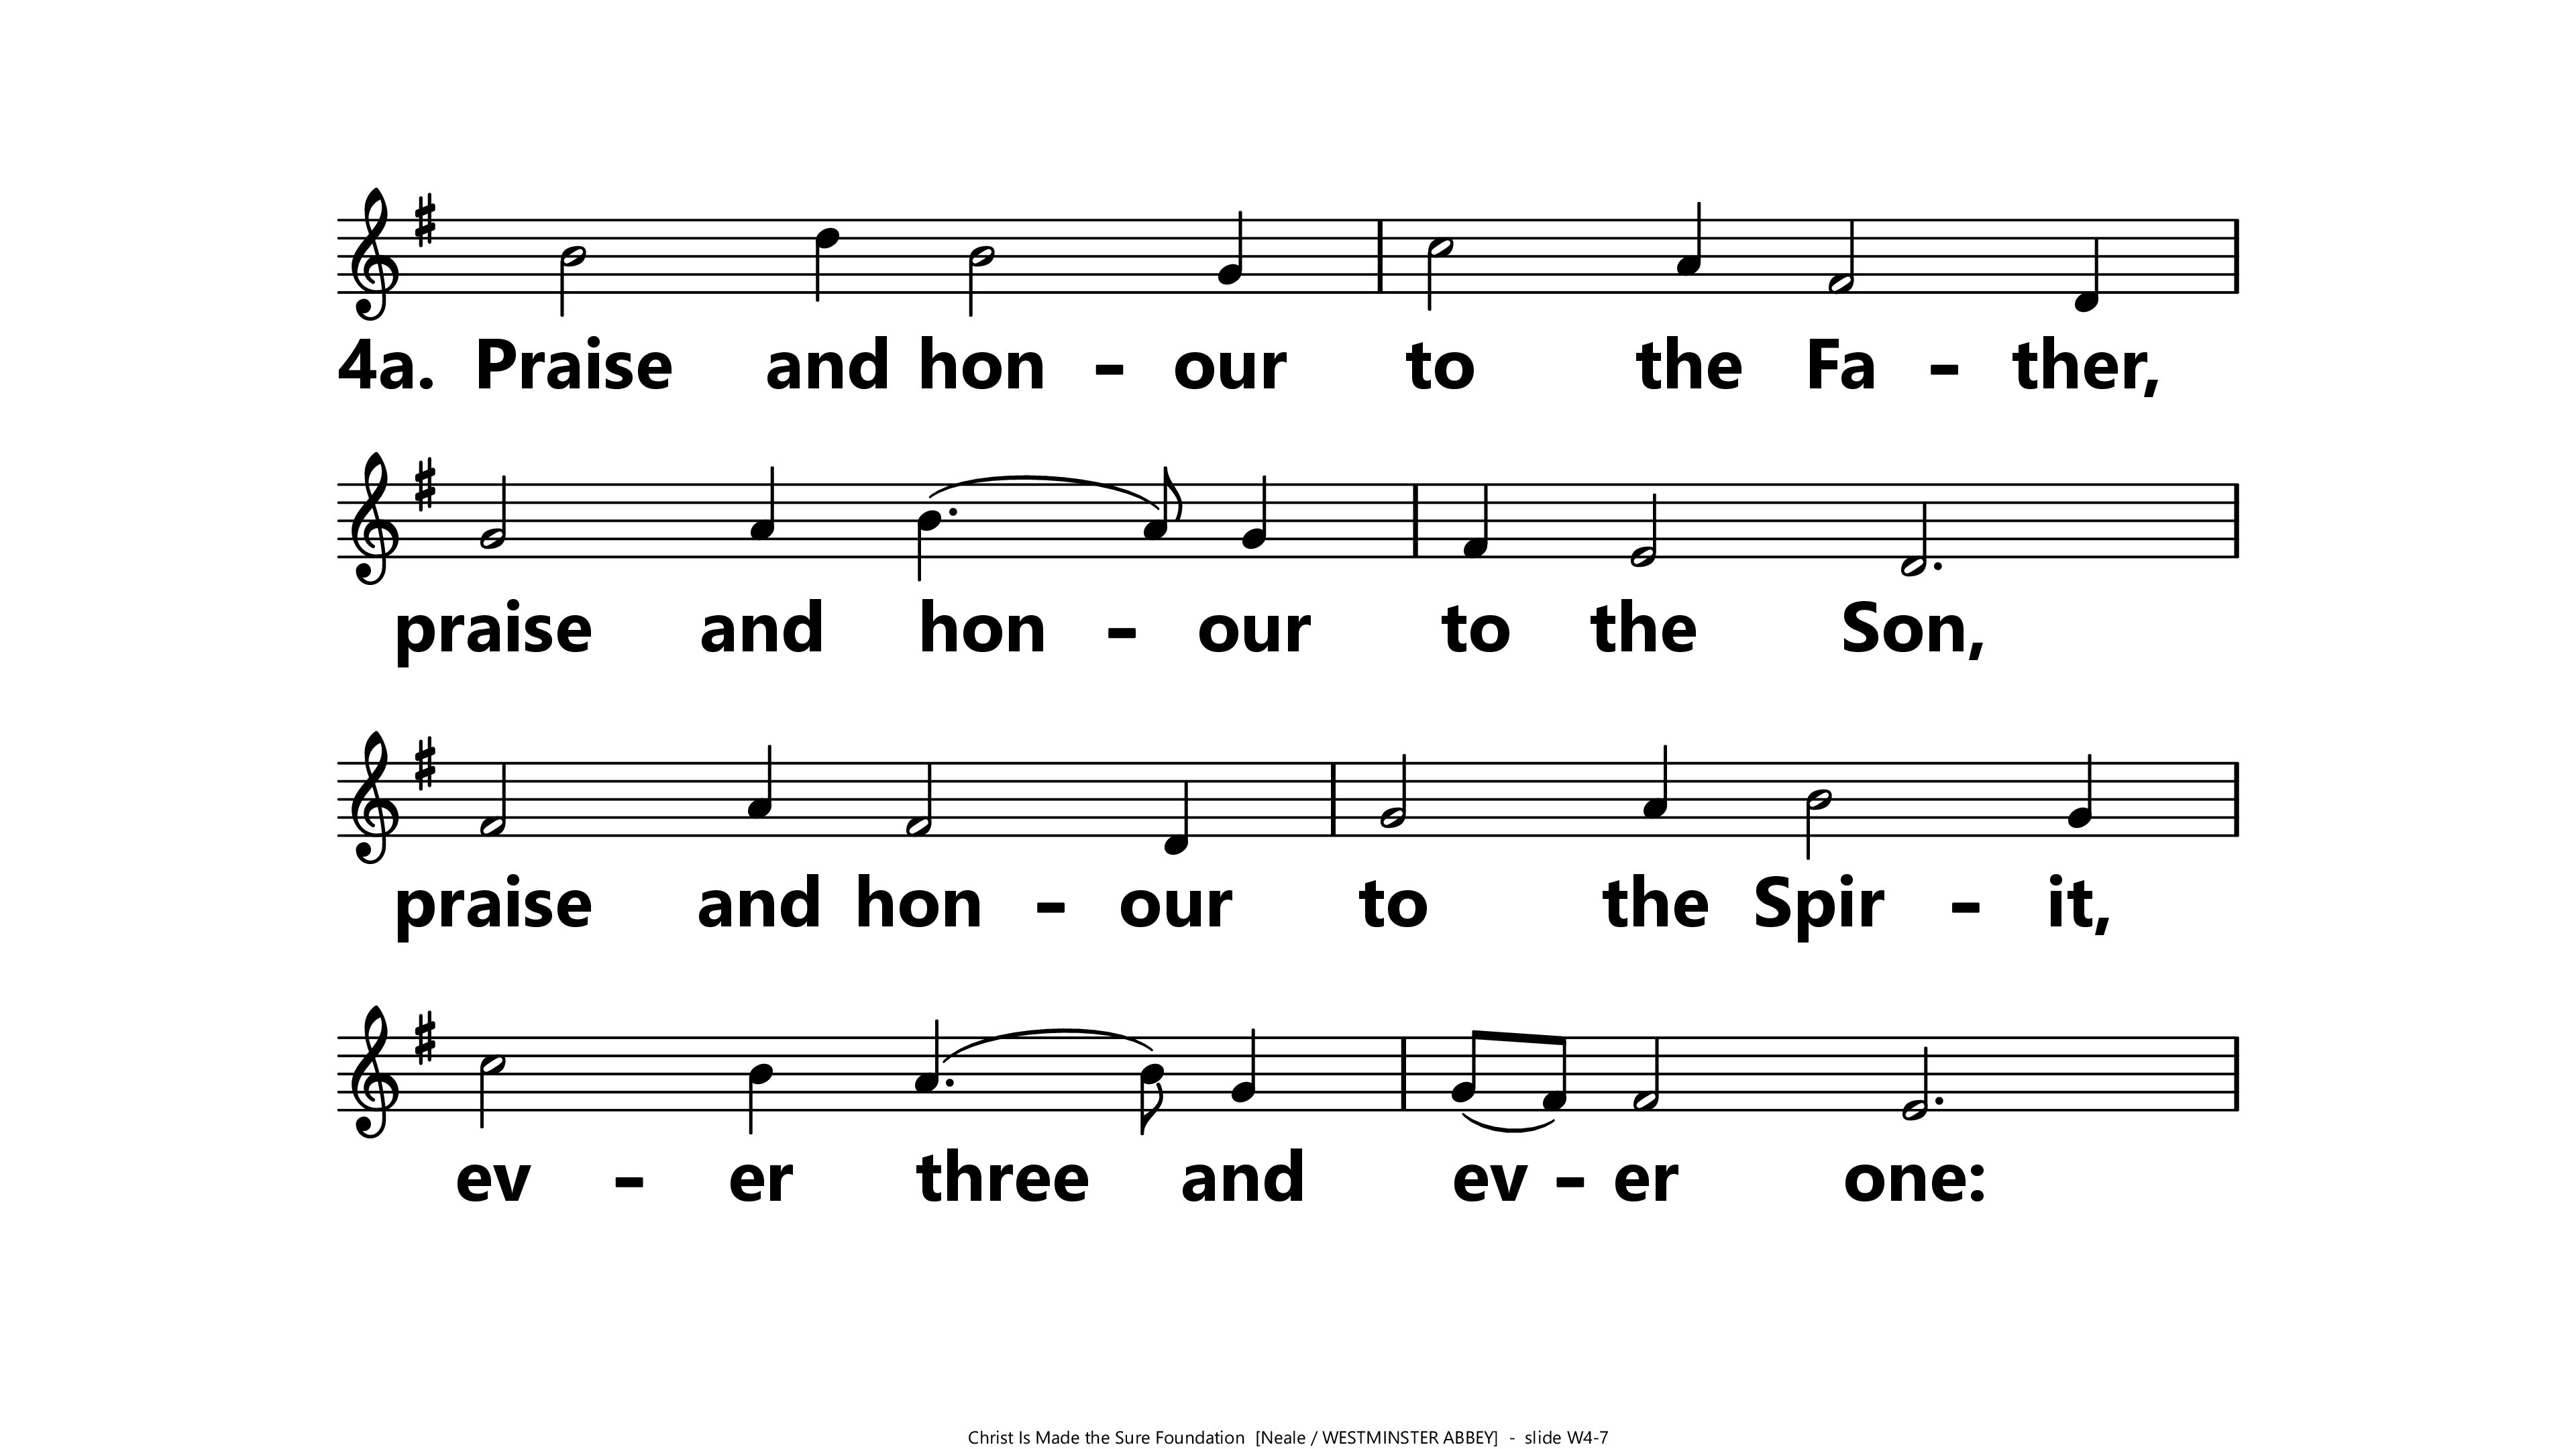 4a. Praise and hon - our to the Fa - ther,
praise and hon - our to the Son,
praise and hon - our to the Spir - it,
ev - er three and ev - er one:
Christ Is Made the Sure Foundation [Neale / WESTMINSTER ABBEY] - slide W4-7